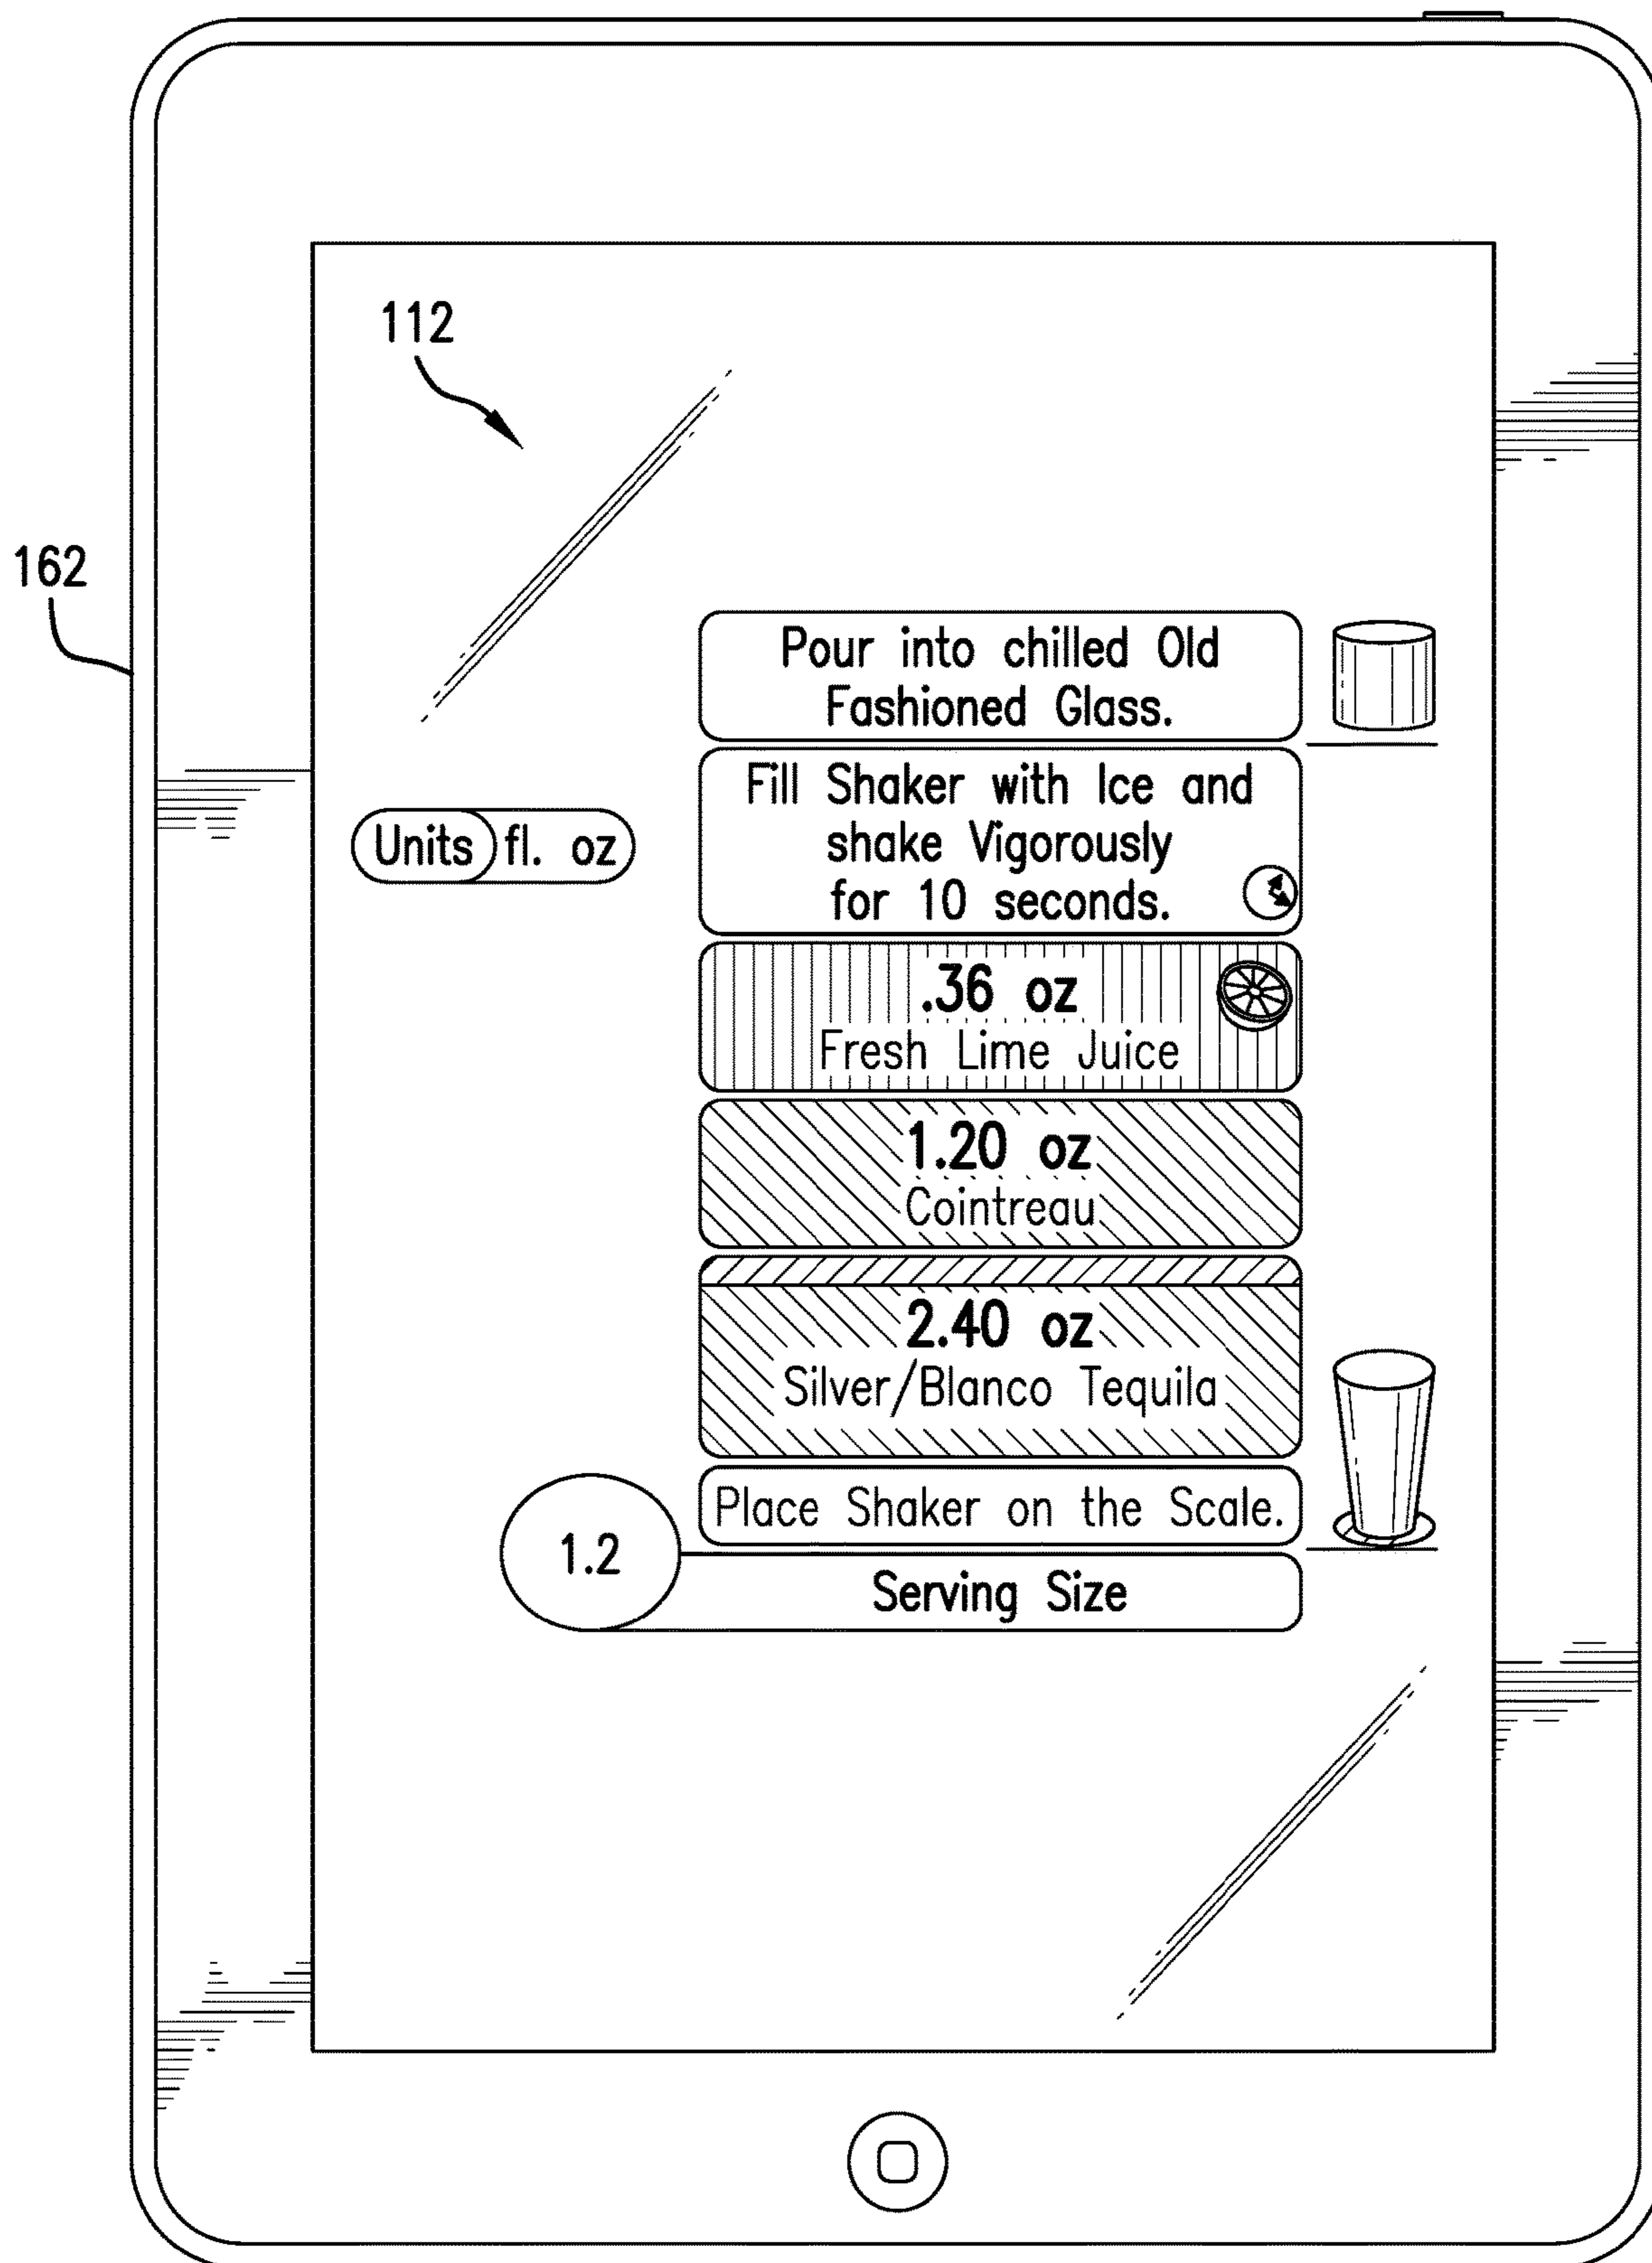 112
162
Pour into chilled Old
Fashioned Glass.
Fill Shaker with Ice and
shake Vigorously
for 10 seconds.
Units fl. oz
.36 oz
Fresh Lime Juice
1.20 oz
Cointreau
2.40 oz
Silver/Blanco Tequila
Place Shaker on the Scale.
1.2
Serving Size